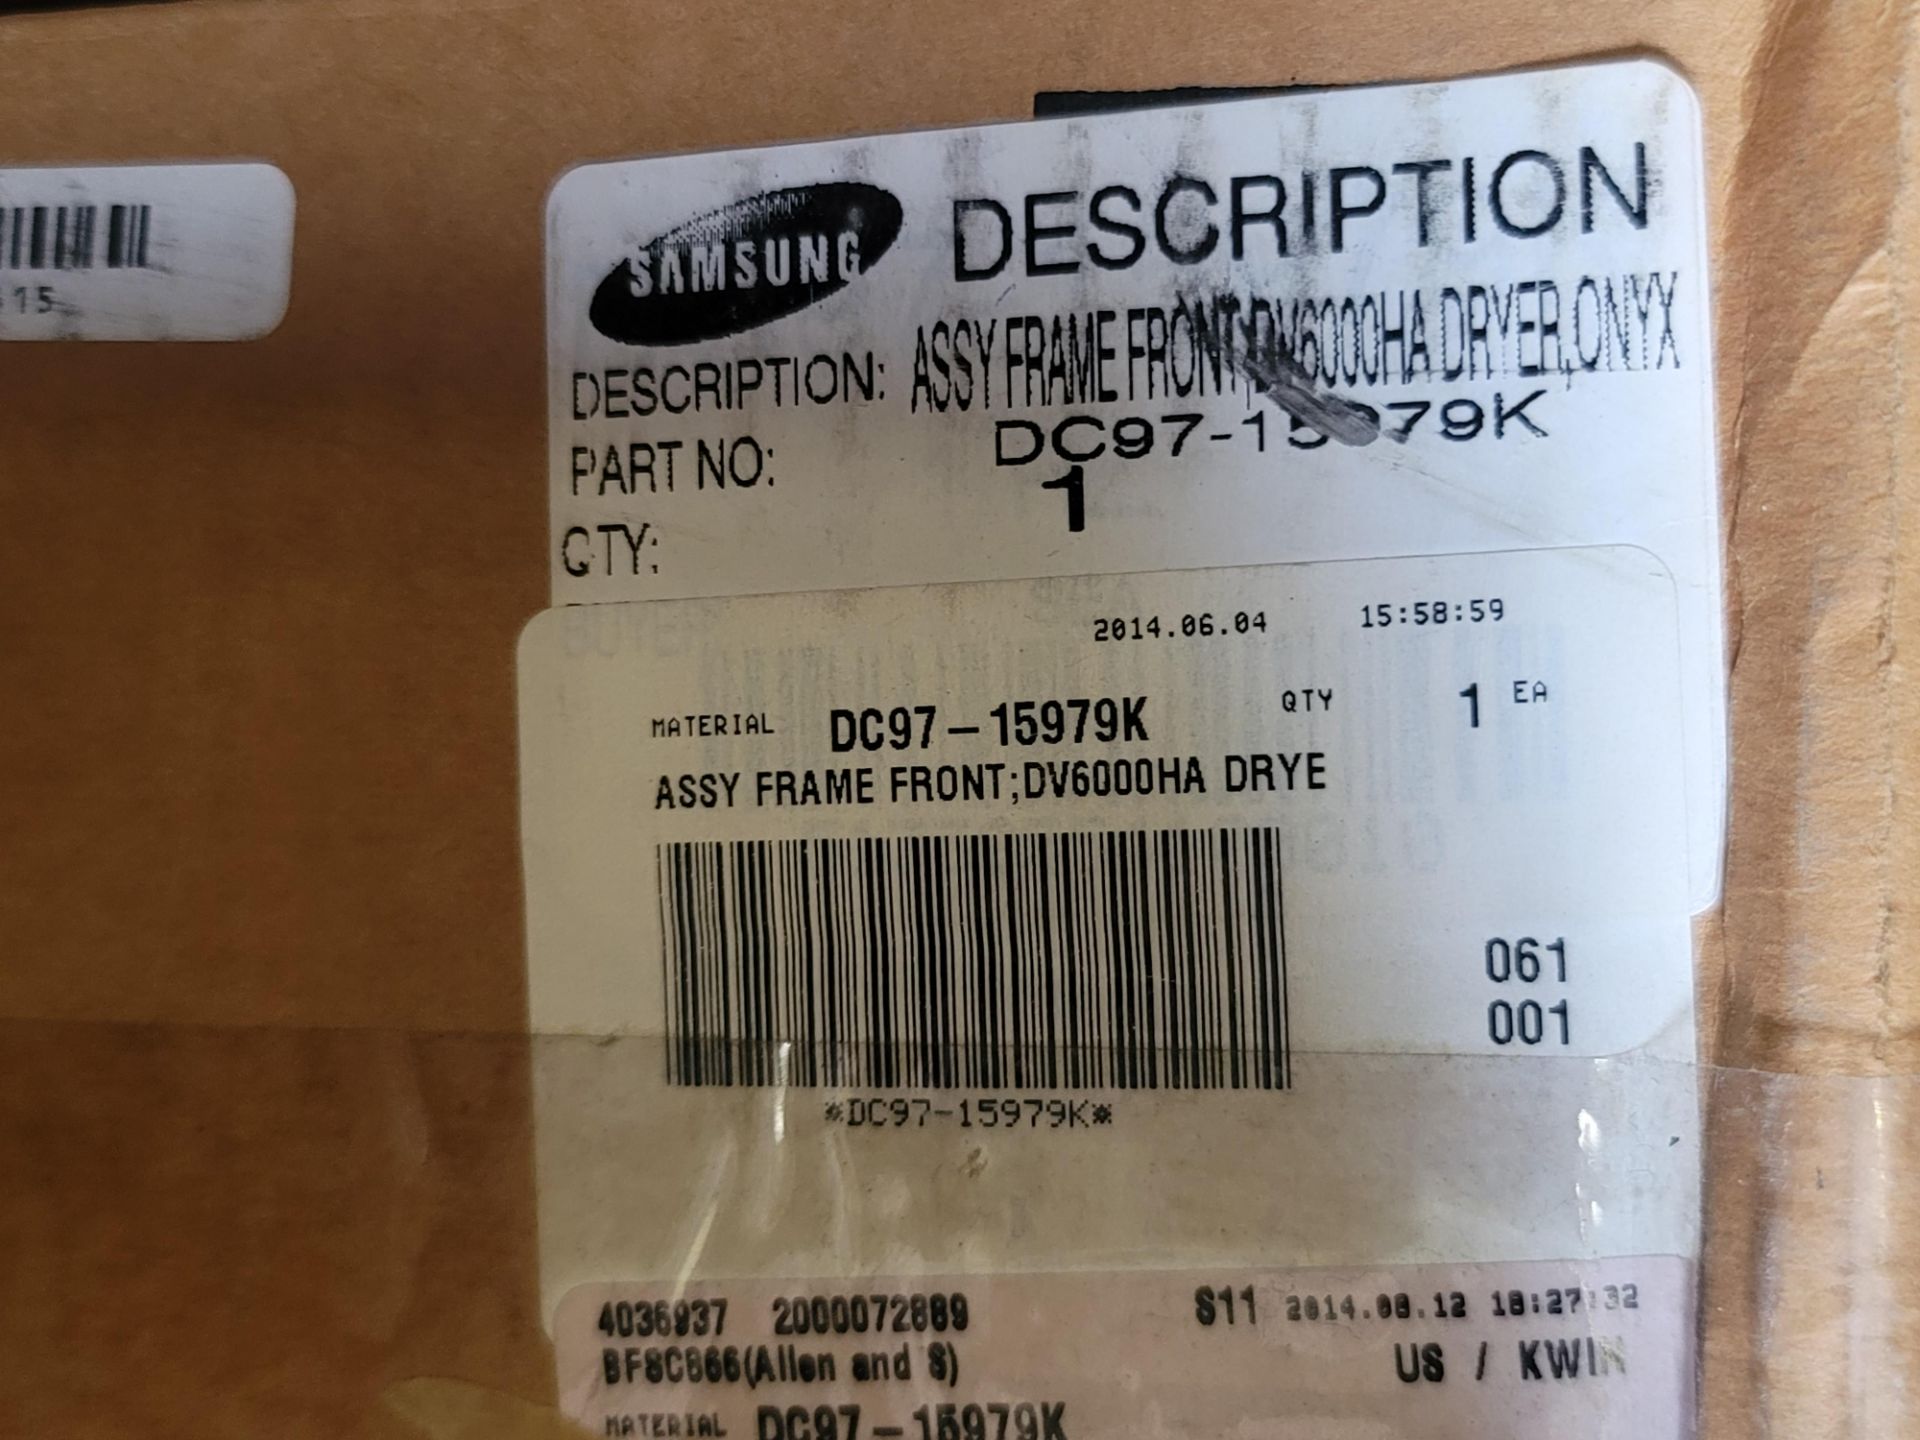 15
SAMSUNG
DESCRIPTION
DESCRIPTION: ASSY FRAME FRONT;DV6000HA DRYER,ONYX
PART NO: DC97-15979K
QTY: 1
2014.06.04 15:58:59
MATERIAL DC97-15979K QTY 1 EA
ASSY FRAME FRONT;DV6000HA DRYE
061
001
*DC97-15979K*
4036937 2000072889 S11 2014.08.12 18:27:32
(Allen and S) US / KWIN
MATERIAL DC97-15979K